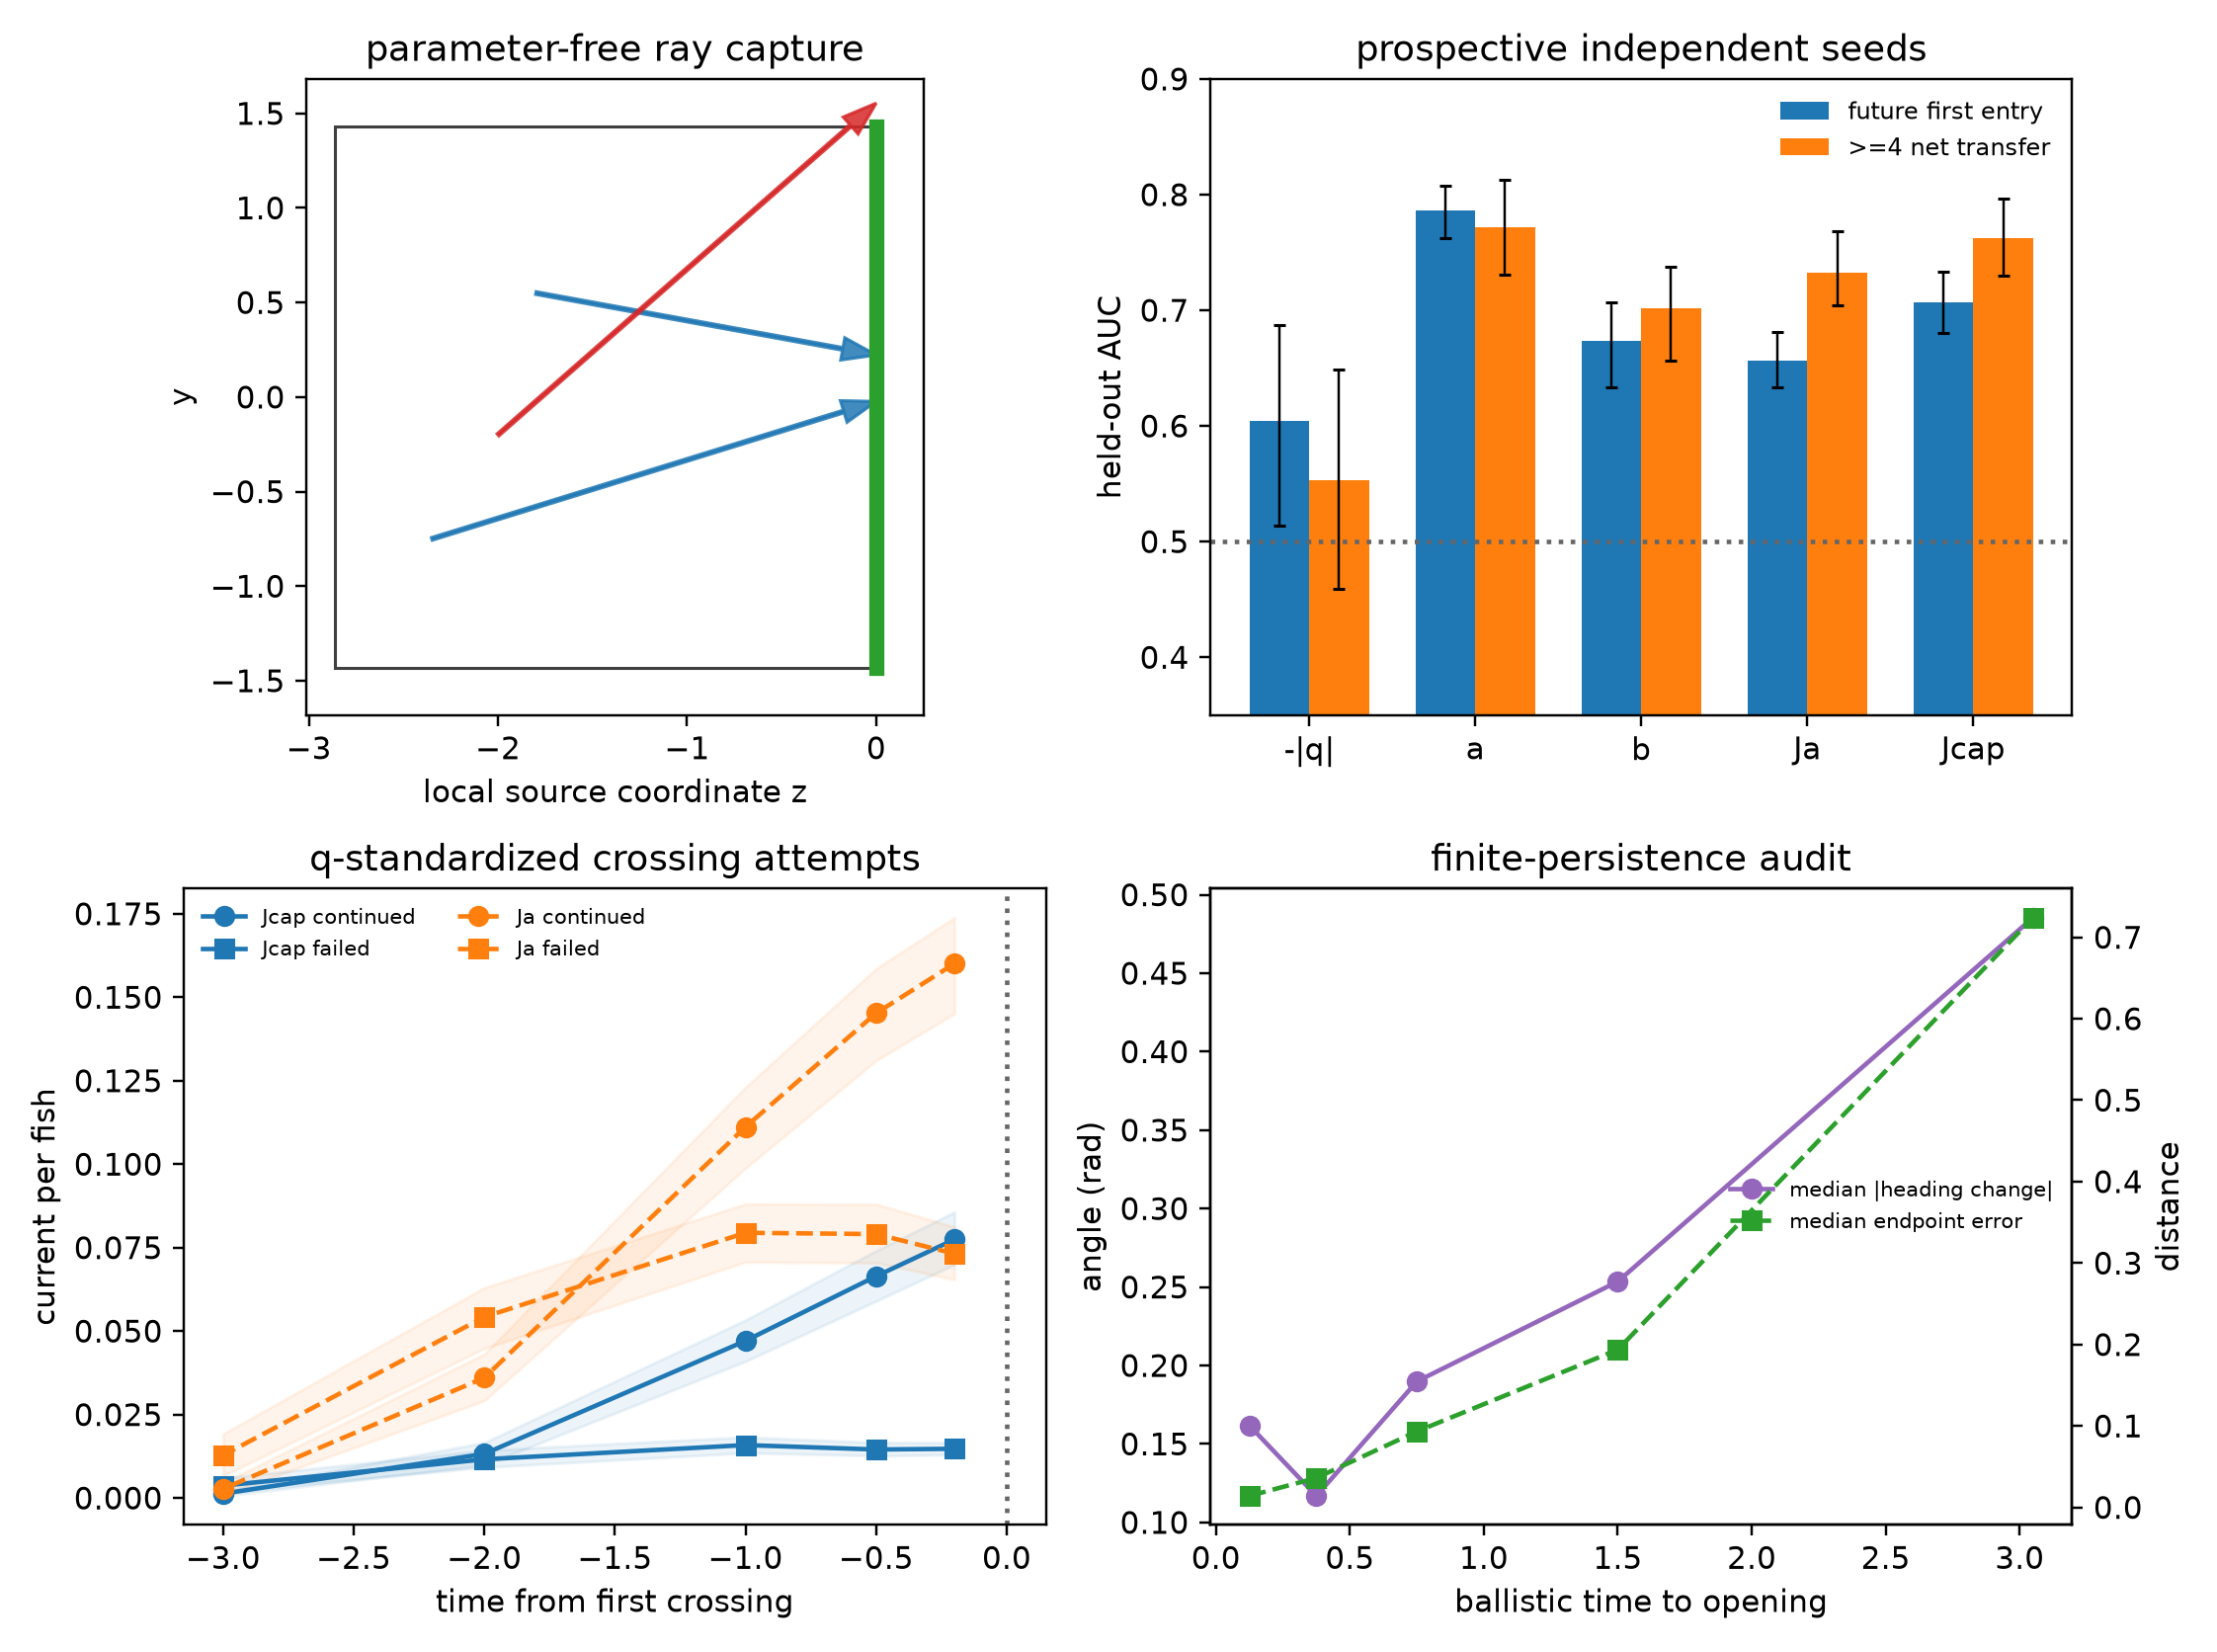 parameter-free ray capture
1.5
1.0
0.5
0.0
−0.5
−1.0
−1.5
y
−3
−2
−1
0
local source coordinate z
prospective independent seeds
0.9
0.8
0.7
0.6
0.5
0.4
held-out AUC
future first entry
>=4 net transfer
-|q|
a
b
Ja
Jcap
q-standardized crossing attempts
0.175
0.150
0.125
0.100
0.075
0.050
0.025
0.000
current per fish
Jcap continued
Jcap failed
Ja continued
Ja failed
−3.0
−2.5
−2.0
−1.5
−1.0
−0.5
0.0
time from first crossing
finite-persistence audit
0.50
0.45
0.40
0.35
0.30
0.25
0.20
0.15
0.10
angle (rad)
median |heading change|
median endpoint error
0.7
0.6
0.5
0.4
0.3
0.2
0.1
0.0
distance
0.0
0.5
1.0
1.5
2.0
2.5
3.0
ballistic time to opening